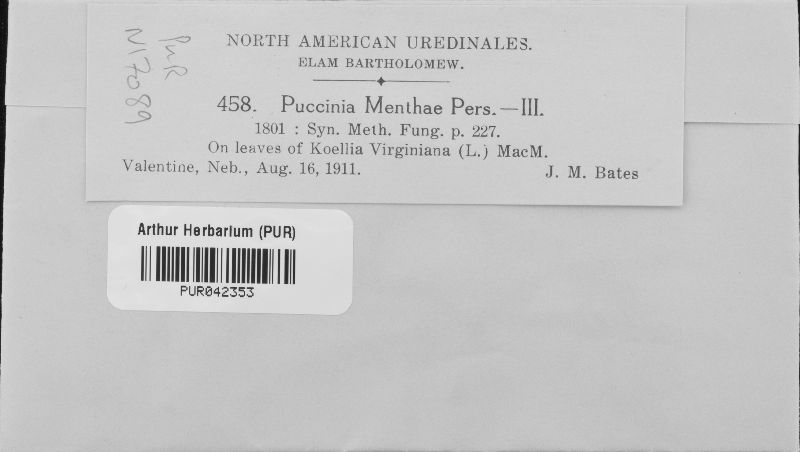 NORTH AMERICAN UREDINALES.
ELAM BARTHOLOMEW.
458. Puccinia Menthae Pers.—III.
1801 : Syn. Meth. Fung. p. 227.
On leaves of Koellia Virginiana (L.) MacM.
Valentine, Neb., Aug. 16, 1911.
J. M. Bates
PUR
N17089
Arthur Herbarium (PUR)
PUR042353